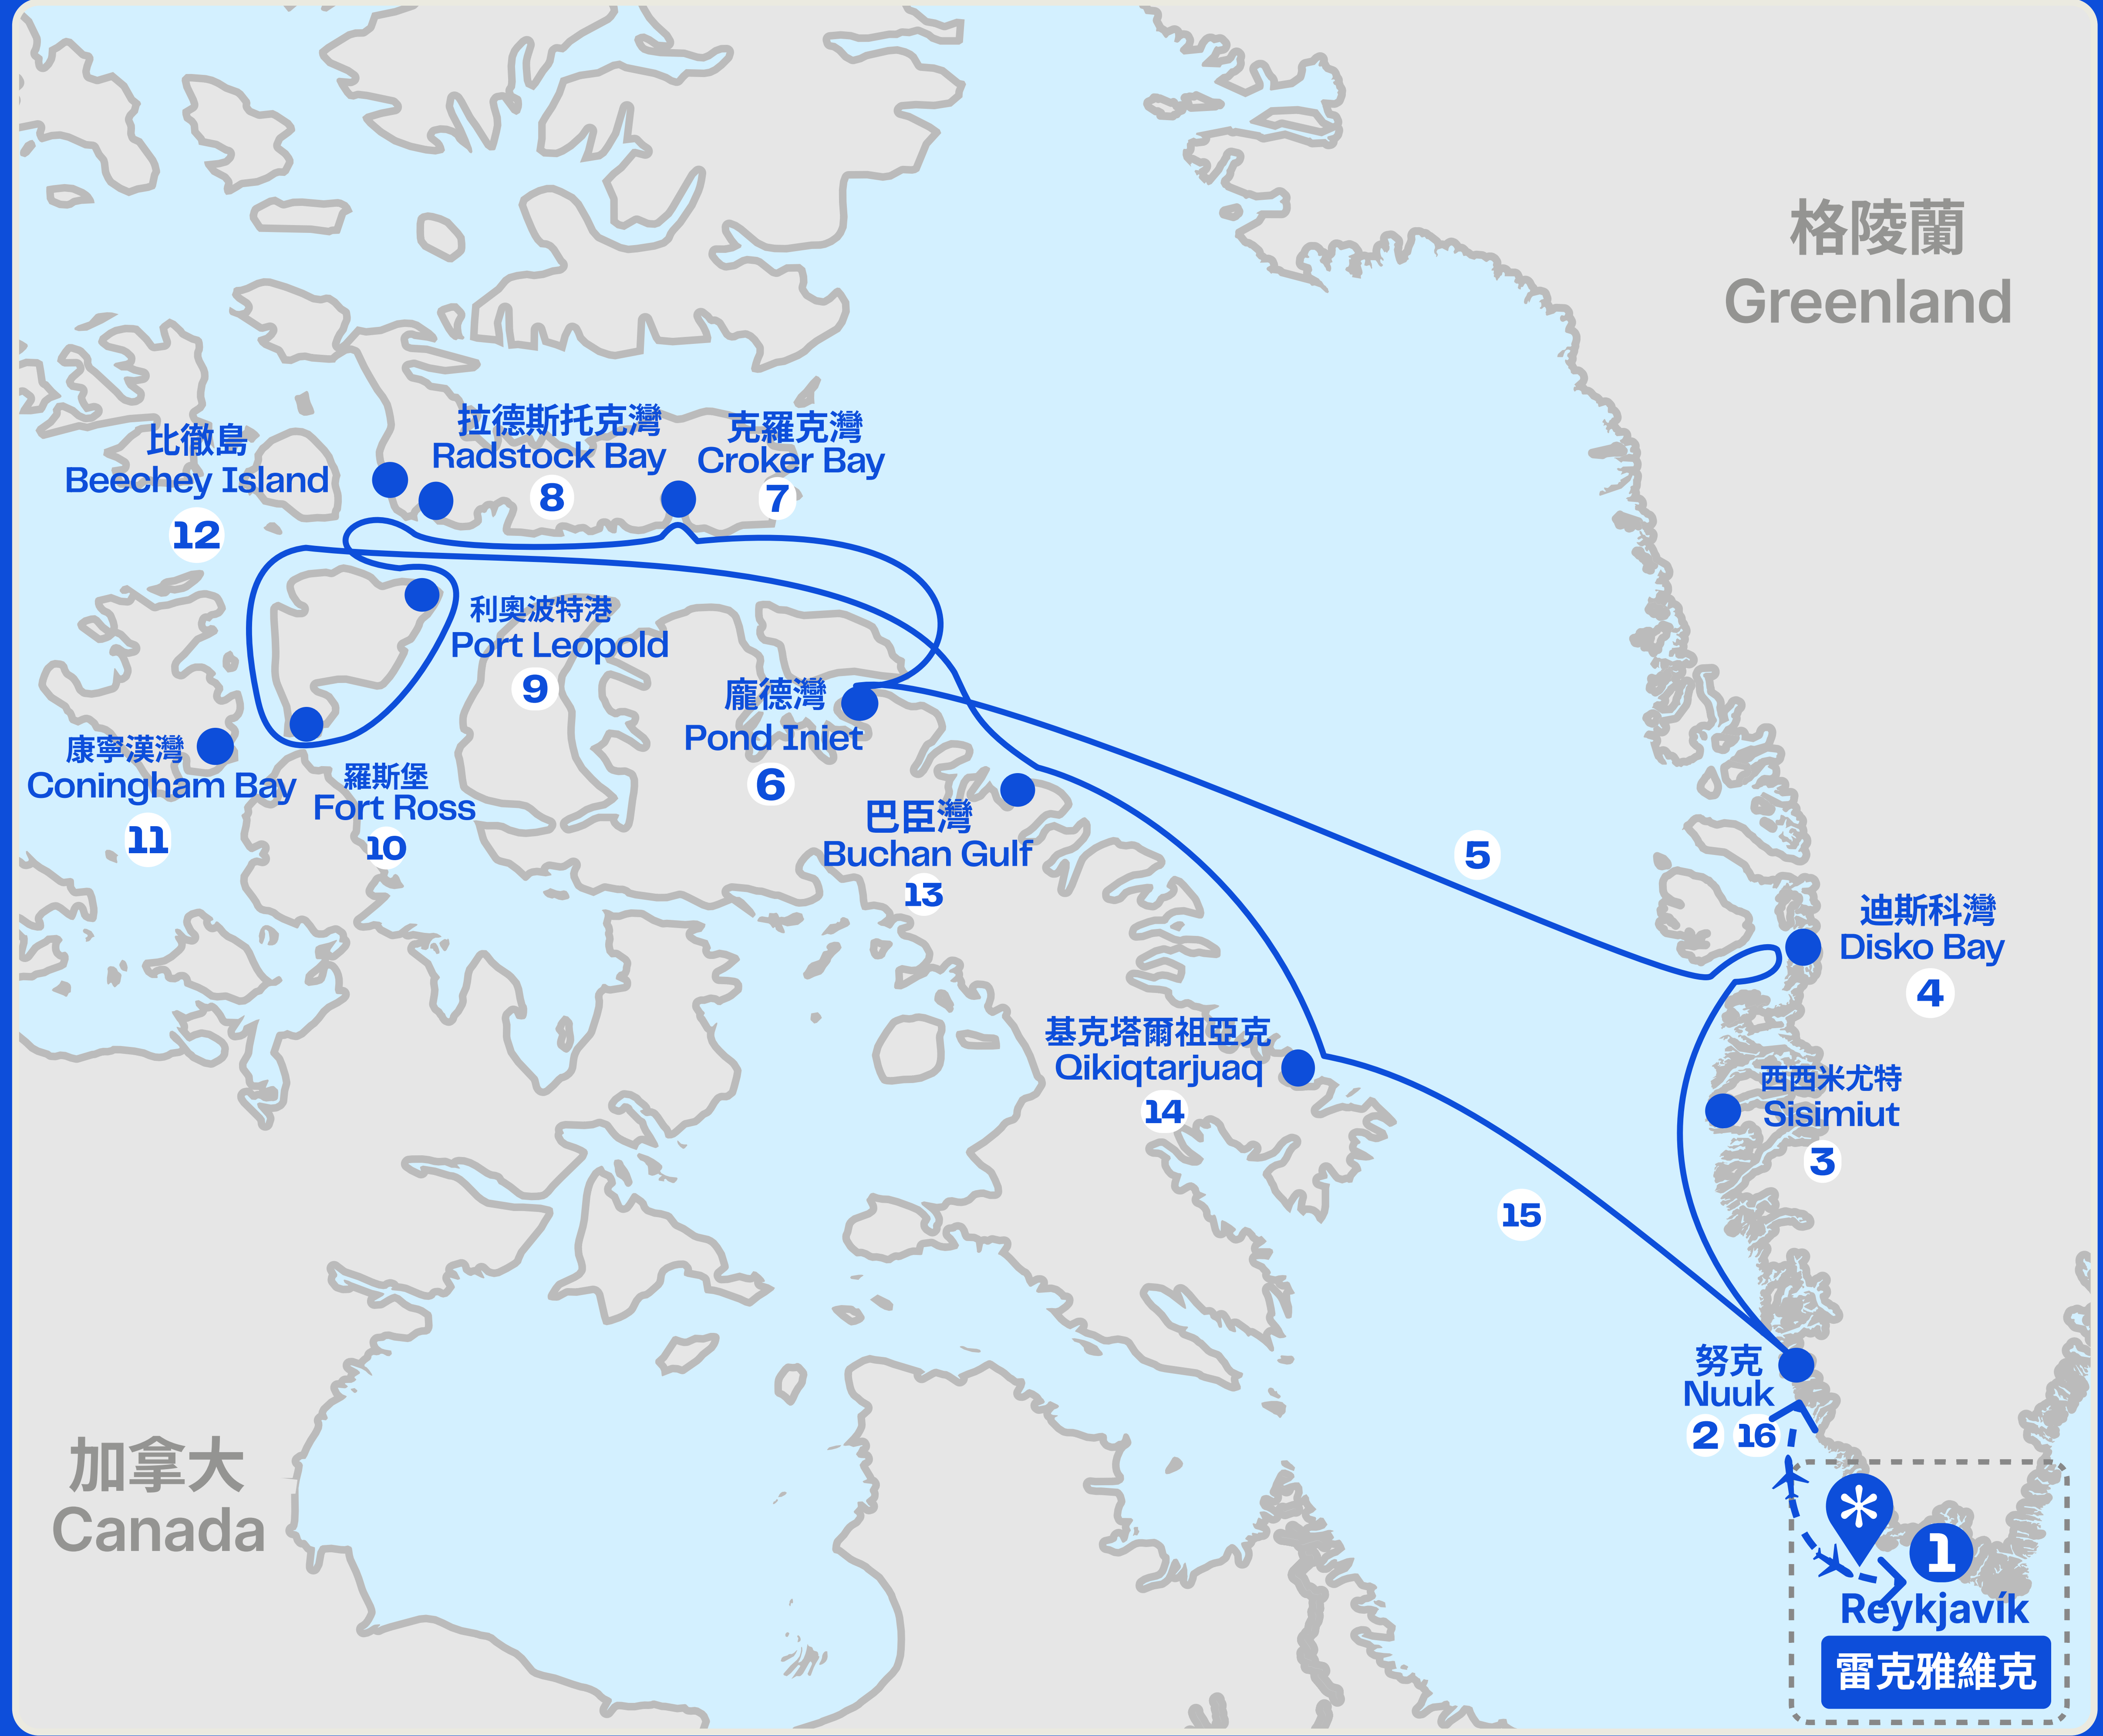 格陵蘭
Greenland
比徹島
Beechey Island
12
拉德斯托克灣
Radstock Bay
8
克羅克灣
Croker Bay
7
利奧波特港
Port Leopold
9
龐德灣
Pond Iniet
6
康寧漢灣
Coningham Bay
11
羅斯堡
Fort Ross
10
巴臣灣
Buchan Gulf
13
5
迪斯科灣
Disko Bay
4
基克塔爾祖亞克
Qikiqtarjuaq
14
西西米尤特
Sisimiut
3
15
努克
Nuuk
2 16
加拿大
Canada
1
Reykjavík
雷克雅維克